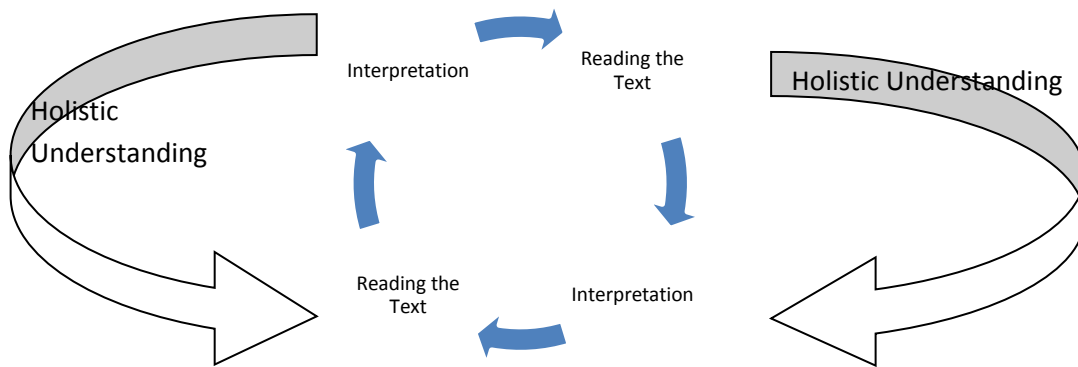 Interpretation
Reading the
Text
Holistic Understanding
Holistic
Understanding
Reading the
Text
Interpretation